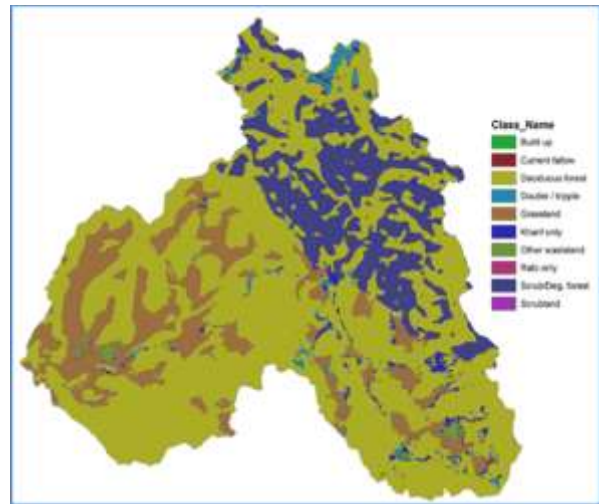 Class_Name
Built up
Current fallow
Deciduous forest
Double / tripple
Grassland
Kharif only
Other wasteland
Rabi only
Scrub/Deg. forest
Scrubland